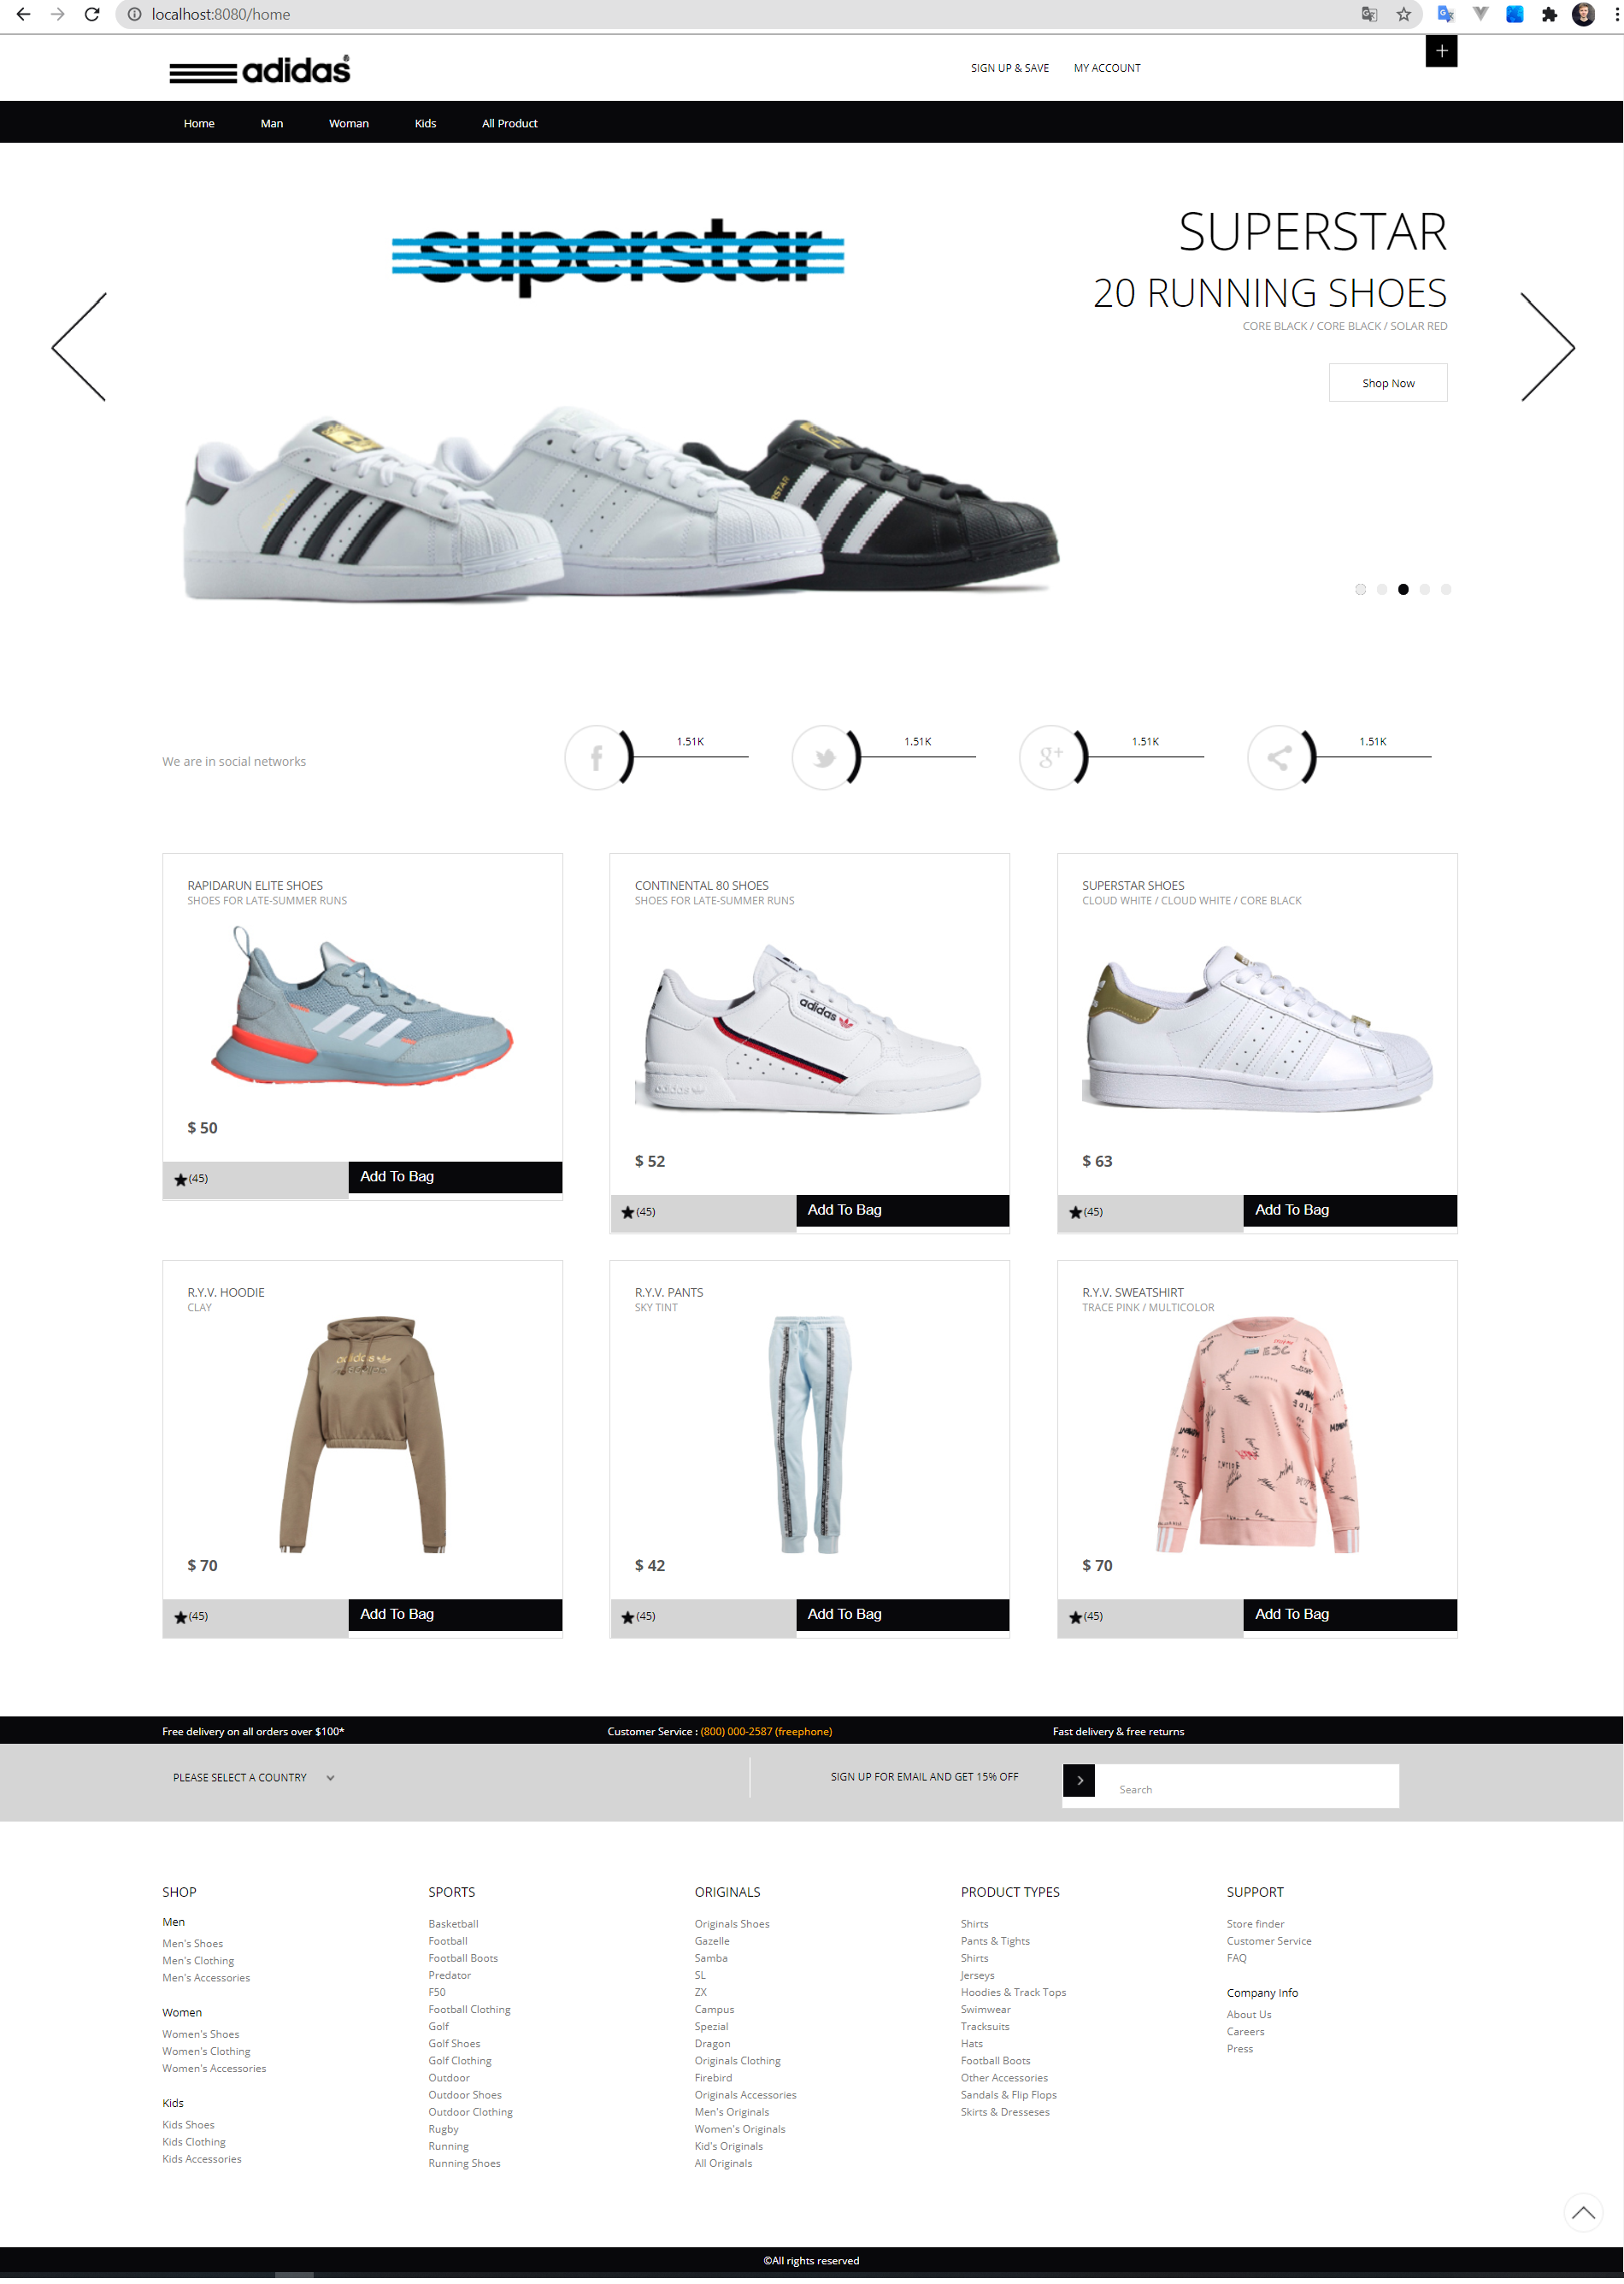 localhost:8080/home
adidas
SIGN UP & SAVE
MY ACCOUNT
+
Home
Man
Woman
Kids
All Product
superstar
SUPERSTAR
20 RUNNING SHOES
CORE BLACK / CORE BLACK / SOLAR RED
Shop Now
We are in social networks
1.51K
1.51K
1.51K
1.51K
RAPIDARUN ELITE SHOES
SHOES FOR LATE-SUMMER RUNS
$ 50
(45)
Add To Bag
CONTINENTAL 80 SHOES
SHOES FOR LATE-SUMMER RUNS
adidas
$ 52
(45)
Add To Bag
SUPERSTAR SHOES
CLOUD WHITE / CLOUD WHITE / CORE BLACK
$ 63
(45)
Add To Bag
R.Y.V. HOODIE
CLAY
adidas
$ 70
(45)
Add To Bag
R.Y.V. PANTS
SKY TINT
$ 42
(45)
Add To Bag
R.Y.V. SWEATSHIRT
TRACE PINK / MULTICOLOR
$ 70
(45)
Add To Bag
Free delivery on all orders over $100*
Customer Service : (800) 000-2587 (freephone)
Fast delivery & free returns
PLEASE SELECT A COUNTRY
SIGN UP FOR EMAIL AND GET 15% OFF
Search
SHOP
Men
Men's Shoes
Men's Clothing
Men's Accessories
Women
Women's Shoes
Women's Clothing
Women's Accessories
Kids
Kids Shoes
Kids Clothing
Kids Accessories
SPORTS
Basketball
Football
Football Boots
Predator
F50
Football Clothing
Golf
Golf Shoes
Golf Clothing
Outdoor
Outdoor Shoes
Outdoor Clothing
Rugby
Running
Running Shoes
ORIGINALS
Originals Shoes
Gazelle
Samba
SL
ZX
Campus
Spezial
Dragon
Originals Clothing
Firebird
Originals Accessories
Men's Originals
Women's Originals
Kid's Originals
All Originals
PRODUCT TYPES
Shirts
Pants & Tights
Shirts
Jerseys
Hoodies & Track Tops
Swimwear
Tracksuits
Hats
Football Boots
Other Accessories
Sandals & Flip Flops
Skirts & Dresseses
SUPPORT
Store finder
Customer Service
FAQ
Company Info
About Us
Careers
Press
©All rights reserved